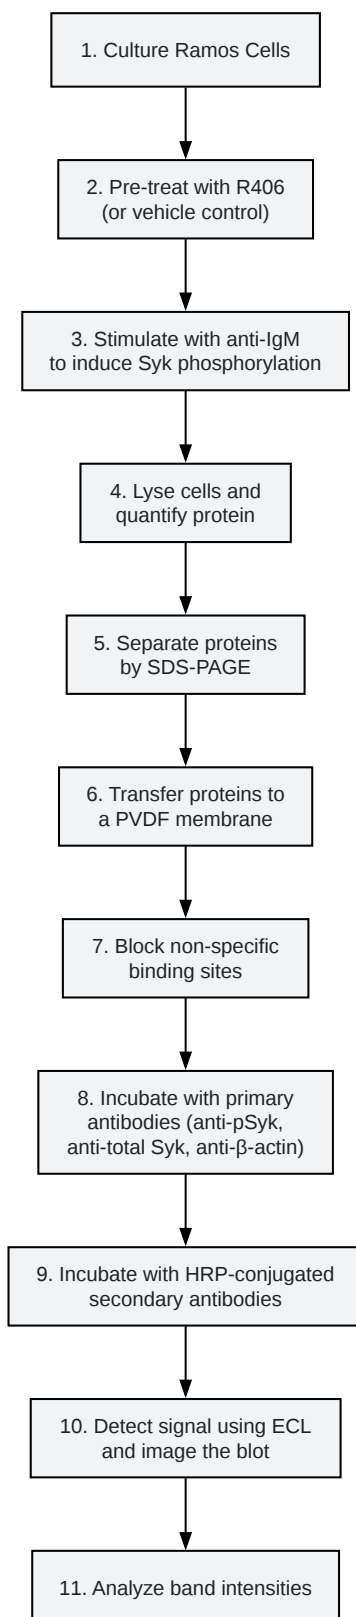 1. Culture Ramos Cells
2. Pre-treat with R406
(or vehicle control)
3. Stimulate with anti-IgM
to induce Syk phosphorylation
4. Lyse cells and
quantify protein
5. Separate proteins
by SDS-PAGE
6. Transfer proteins to
a PVDF membrane
7. Block non-specific
binding sites
8. Incubate with primary
antibodies (anti-pSyk,
anti-total Syk, anti-β-actin)
9. Incubate with HRP-conjugated
secondary antibodies
10. Detect signal using ECL
and image the blot
11. Analyze band intensities